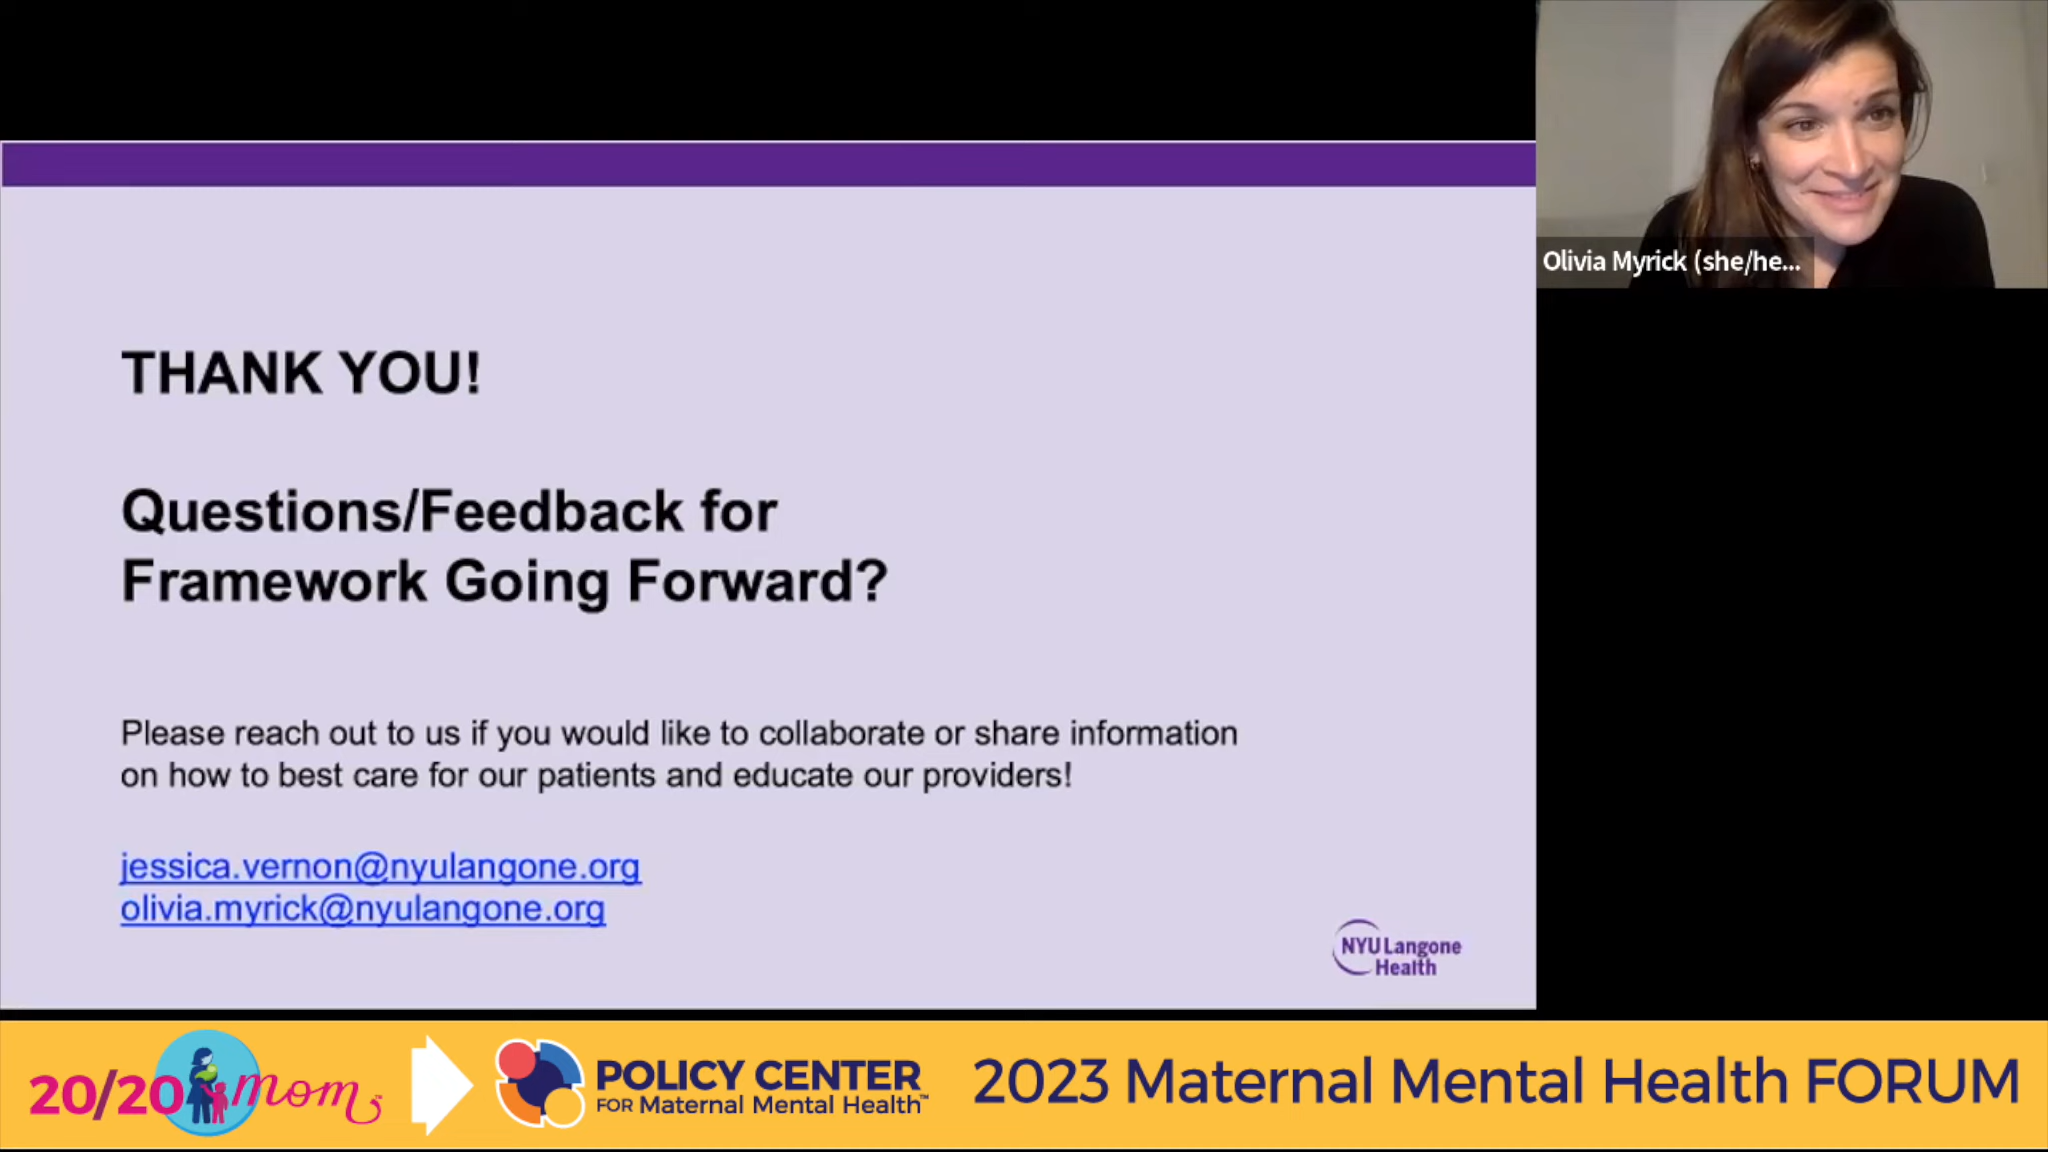 THANK YOU!
Questions/Feedback for
Framework Going Forward?
Please reach out to us if you would like to collaborate or share information
on how to best care for our patients and educate our providers!
jessica.vernon@nyulangone.org
olivia.myrick@nyulangone.org
NYU Langone
Health
Olivia Myrick (she/he...
20/20 mom
POLICY CENTER
FOR Maternal Mental Health™
2023 Maternal Mental Health FORUM